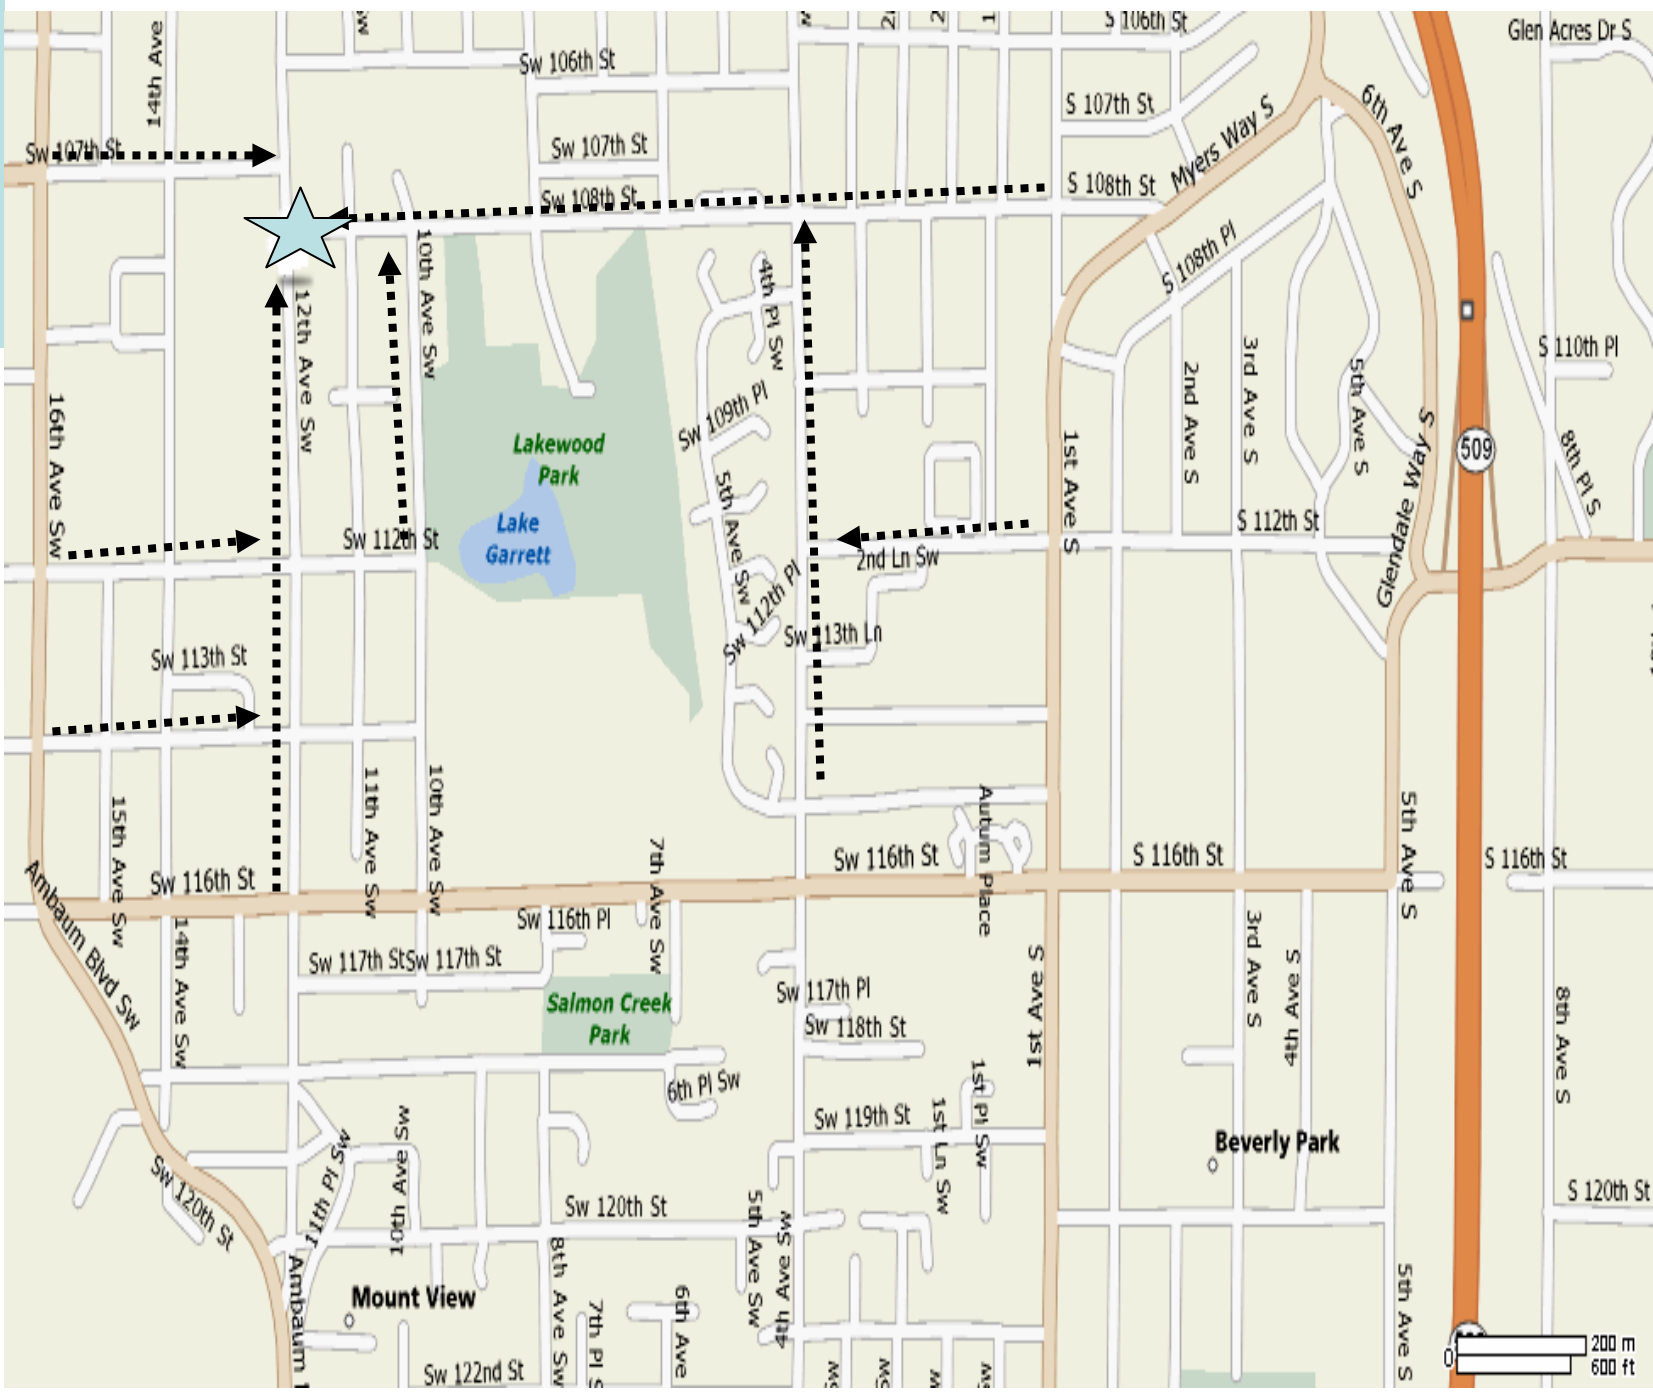 14th Ave
Sw
S 106th St
Glen Acres Dr S
Sw 106th St
S 107th St
6th Ave S
Sw 107th St
Sw 107th St
Myers Way S
Sw 108th St
S 108th St
10th Ave Sw
4th Pl Sw
S 108th Pl
12th Ave Sw
3rd Ave S
S 110th Pl
2nd Ave S
5th Ave S
16th Ave Sw
Sw 109th Pl
Lakewood
Park
1st Ave S
509
8th Pl S
5th Ave Sw
Glendale Way S
Lake
Garrett
Sw 112th St
S 112th St
2nd Ln Sw
Sw 112th Pl
Sw 113th Ln
Sw 113th St
11th Ave Sw
10th Ave Sw
15th Ave Sw
Autum Place
5th Ave S
7th Ave Sw
Sw 116th St
S 116th St
S 116th St
Sw 116th St
Ambaum Blvd Sw
14th Ave Sw
Sw 116th Pl
3rd Ave S
4th Ave S
1st Ave S
Sw 117th St
Sw 117th St
Sw 117th Pl
Salmon Creek
Park
Sw 118th St
8th Ave S
6th Pl Sw
1st Pl Sw
1st Ln Sw
Sw 119th St
10th Ave Sw
11th Pl Sw
Beverly Park
Sw 120th St
Sw 120th St
S 120th St
5th Ave Sw
4th Ave Sw
8th Ave Sw
Ambaum
5th Ave S
Mount View
7th Pl S
6th Ave
Sw 122nd St
Sw
Sw
Sw
Sw
200 m
0
600 ft